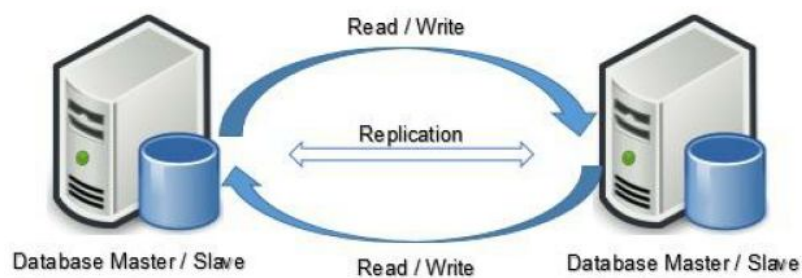 Read / Write
Replication
Database Master / Slave
Database Master / Slave
Read / Write